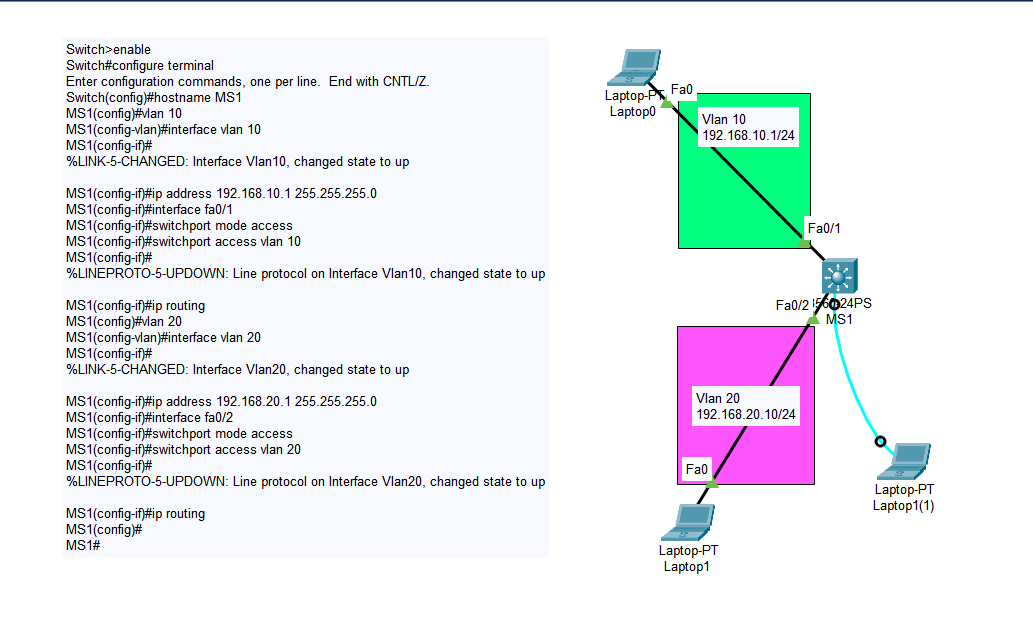 Switch>enable
Switch#configure terminal
Enter configuration commands, one per line.  End with CNTL/Z.
Switch(config)#hostname MS1
MS1(config)#vlan 10
MS1(config-vlan)#interface vlan 10
MS1(config-if)#
%LINK-5-CHANGED: Interface Vlan10, changed state to up
MS1(config-if)#ip address 192.168.10.1 255.255.255.0
MS1(config-if)#interface fa0/1
MS1(config-if)#switchport mode access
MS1(config-if)#switchport access vlan 10
MS1(config-if)#
%LINEPROTO-5-UPDOWN: Line protocol on Interface Vlan10, changed state to up
MS1(config-if)#ip routing
MS1(config)#vlan 20
MS1(config-vlan)#interface vlan 20
MS1(config-if)#
%LINK-5-CHANGED: Interface Vlan20, changed state to up
MS1(config-if)#ip address 192.168.20.1 255.255.255.0
MS1(config-if)#interface fa0/2
MS1(config-if)#switchport mode access
MS1(config-if)#switchport access vlan 20
MS1(config-if)#
%LINEPROTO-5-UPDOWN: Line protocol on Interface Vlan20, changed state to up
MS1(config-if)#ip routing
MS1(config)#
MS1#
Fa0
Laptop-PT
Laptop0
Vlan 10
192.168.10.1/24
Fa0/1
Fa0/2
MS1
Vlan 20
192.168.20.10/24
Fa0
Laptop-PT
Laptop1
Laptop-PT
Laptop1(1)